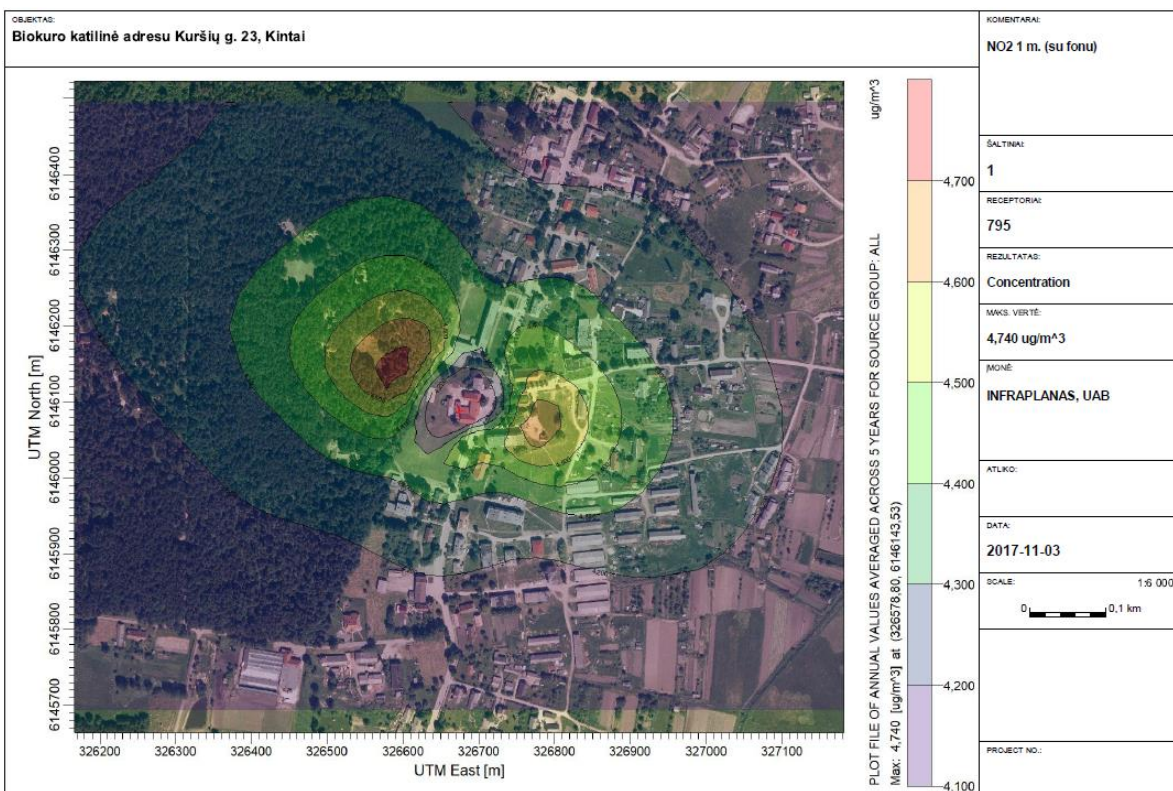 OBJEKTAS:
Biokuro katilinė adresu Kuršių g. 23, Kintai
KOMENTARAI:
NO2 1 m. (su fonu)
ŠALTINIAI:
1
RECEPTORIAI:
795
REZULTATAS:
Concentration
MAKS. VERTĖ:
4,740 ug/m^3
ĮMONĖ:
INFRAPLANAS, UAB
ATLIKO:
DATA:
2017-11-03
SCALE:
1:6 000
0
0,1 km
PROJECT NO.:
UTM North [m]
6146400
6146300
6146200
6146100
6146000
6145900
6145800
6145700
326200
326300
326400
326500
326600
326700
326800
326900
327000
327100
UTM East [m]
PLOT FILE OF ANNUAL VALUES AVERAGED ACROSS 5 YEARS FOR SOURCE GROUP: ALL
Max: 4,740 [ug/m^3] at (326578,80, 6146143,53)
ug/m^3
4,700
4,600
4,500
4,400
4,300
4,200
4,100